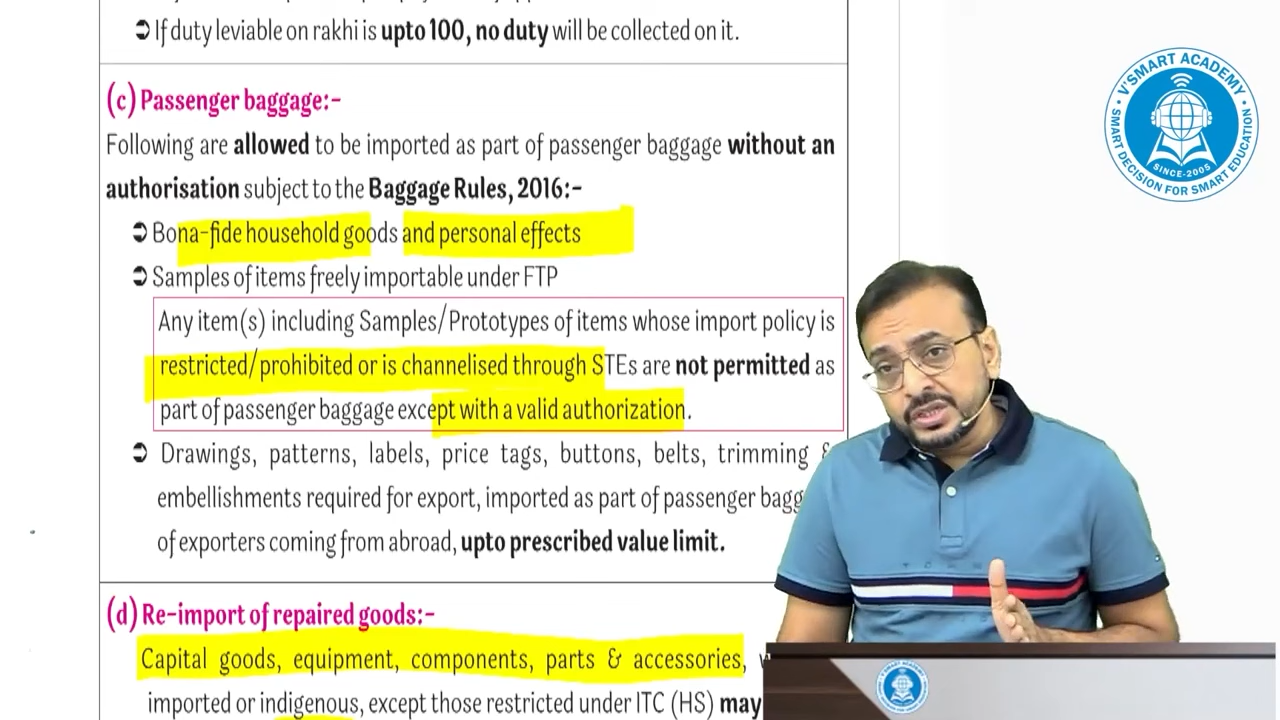 ➲ If duty leviable on rakhi is upto 100, no duty will be collected on it.
(c) Passenger baggage:-
Following are allowed to be imported as part of passenger baggage without an
authorisation subject to the Baggage Rules, 2016:-
➲ Bona-fide household goods and personal effects
➲ Samples of items freely importable under FTP
Any item(s) including Samples/Prototypes of items whose import policy is
restricted/prohibited or is channelised through STEs are not permitted as
part of passenger baggage except with a valid authorization.
➲ Drawings, patterns, labels, price tags, buttons, belts, trimming &
embellishments required for export, imported as part of passenger bagg
of exporters coming from abroad, upto prescribed value limit.
(d) Re-import of repaired goods:-
Capital goods, equipment, components, parts & accessories,
imported or indigenous, except those restricted under ITC (HS) may
V'SMART ACADEMY
SINCE-2005
SMART DECISION FOR SMART EDUCATION